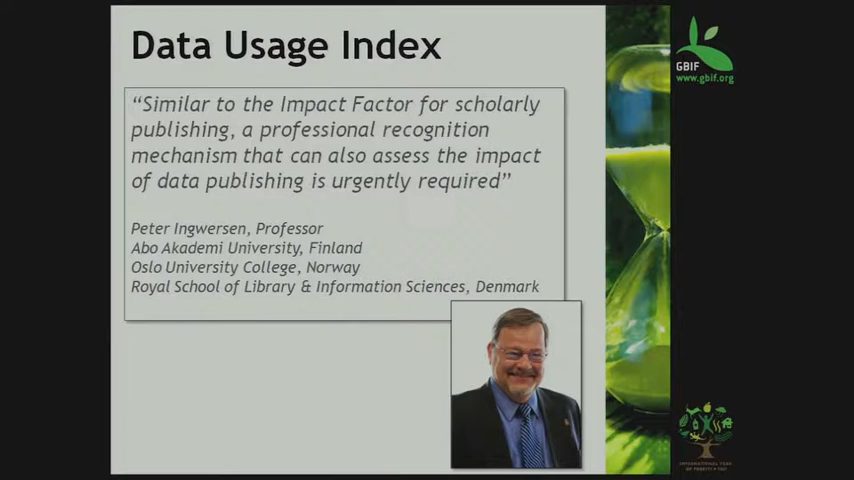 Data Usage Index
GBIF
www.gbif.org
“Similar to the Impact Factor for scholarly
publishing, a professional recognition
mechanism that can also assess the impact
of data publishing is urgently required”
Peter Ingwersen, Professor
Abo Akademi University, Finland
Oslo University College, Norway
Royal School of Library & Information Sciences, Denmark
INTERNATIONAL YEAR